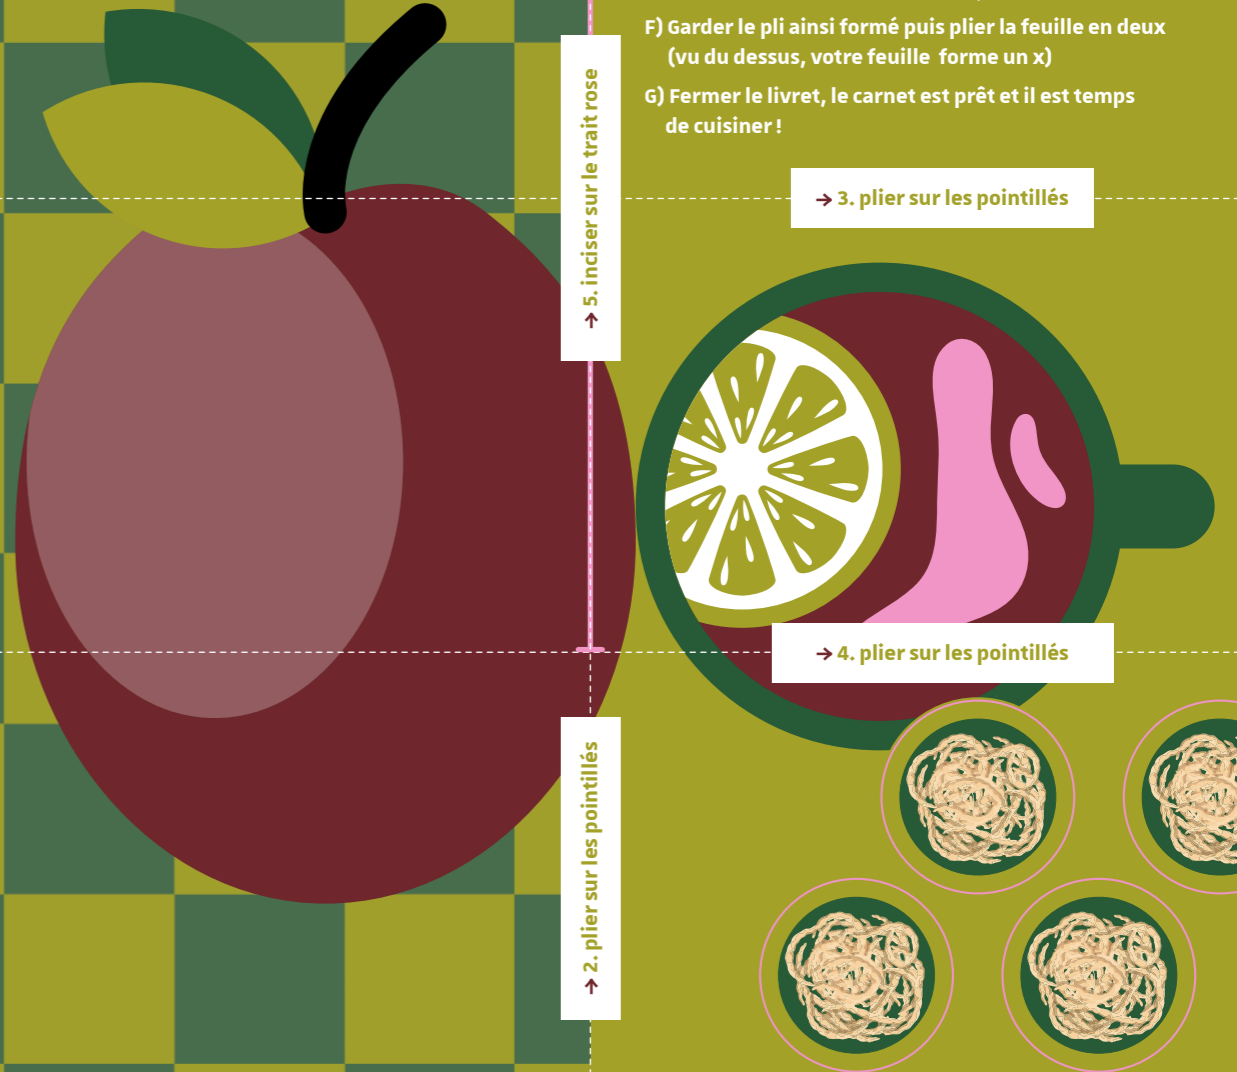 F) Garder le pli ainsi formé puis plier la feuille en deux
(vu du dessus, votre feuille forme un x)
G) Fermer le livret, le carnet est prêt et il est temps
de cuisiner !
→ 3. plier sur les pointillés
→ 5. inciser sur le trait rose
→ 4. plier sur les pointillés
→ 2. plier sur les pointillés